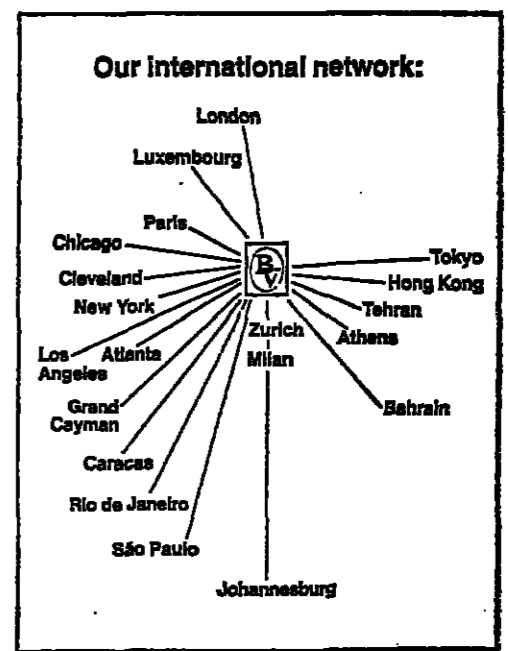 Our international network:
London
Luxembourg
Paris
Chicago
Tokyo
Cleveland
Hong Kong
New York
Tehran
B
V
Zurich
Athens
Los
Angeles
Atlanta
Milan
Grand
Cayman
Bahrain
Caracas
Rio de Janeiro
São Paulo
Johannesburg